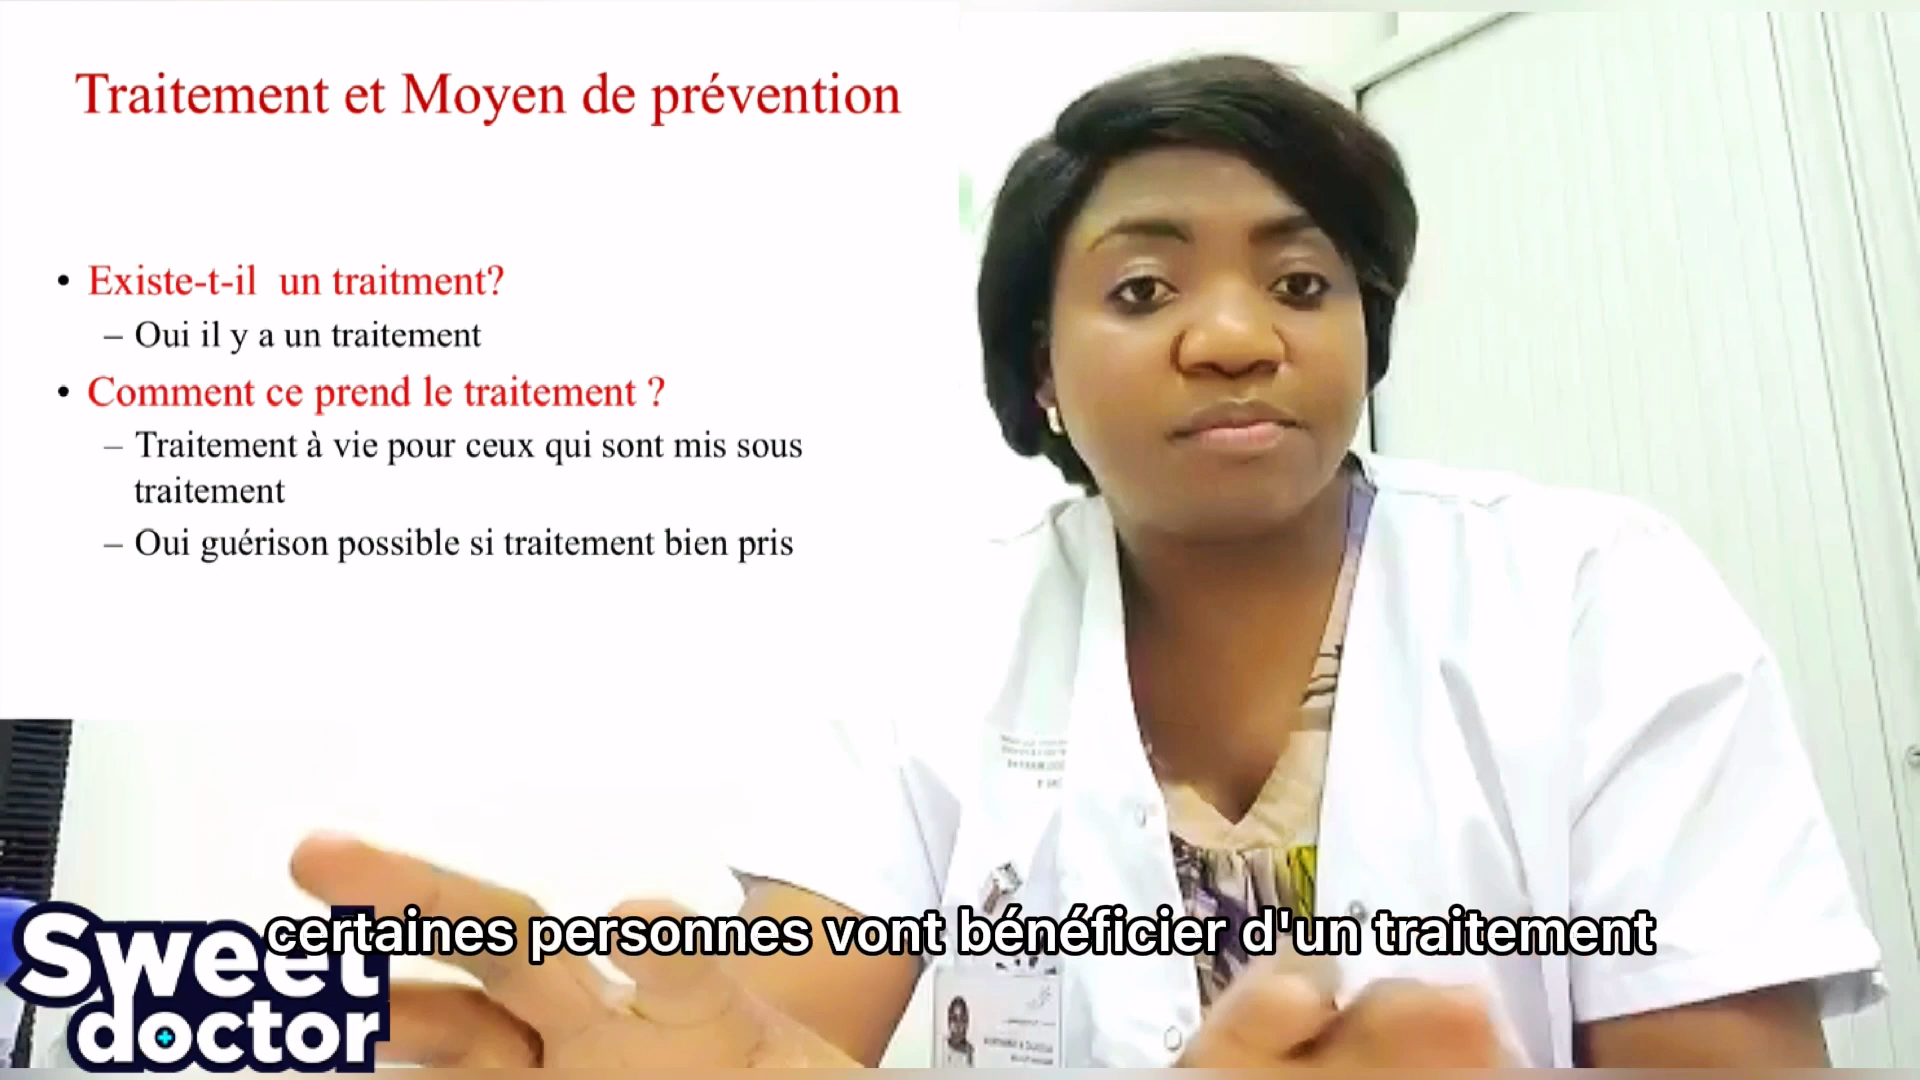 Traitement et Moyen de prévention
• Existe-t-il un traitment?
– Oui il y a un traitement
• Comment ce prend le traitement ?
– Traitement à vie pour ceux qui sont mis sous
traitement
– Oui guérison possible si traitement bien pris
certaines personnes vont bénéficier d'un traitement
Sweet
doctor